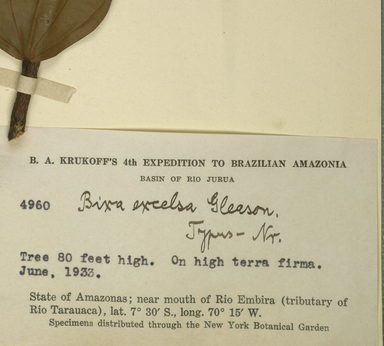 B. A. KRUKOFF'S 4th EXPEDITION TO BRAZILIAN AMAZONIA
BASIN OF RIO JURUA
4960 Bixa excelsa Gleason.
Typus - Nr.
Tree 80 feet high. On high terra firma.
June, 1933.
State of Amazonas; near mouth of Rio Embira (tributary of
Rio Tarauaca), lat. 7° 30' S., long. 70° 15' W.
Specimens distributed through the New York Botanical Garden